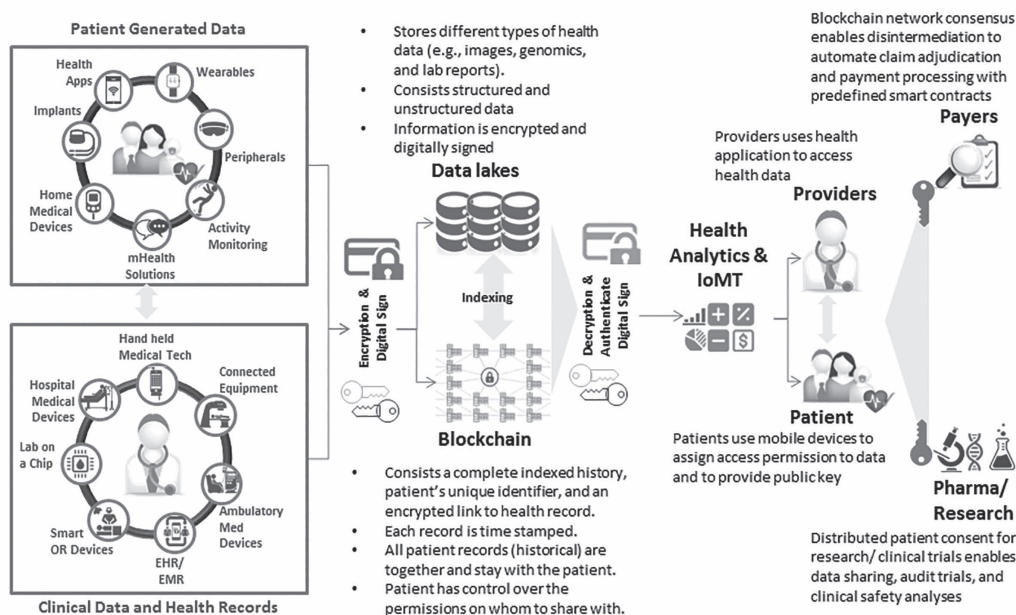 Patient Generated Data
Health
Apps
Wearables
Implants
Peripherals
Home
Medical
Devices
Activity
Monitoring
mHealth
Solutions
Hand held
Medical Tech
Connected
Equipment
Hospital
Medical
Devices
Lab on
a Chip
Ambulatory
Med
Devices
Smart
OR Devices
EHR/
EMR
Clinical Data and Health Records
Encryption &
Digital Sign
• Stores different types of health
data (e.g., images, genomics,
and lab reports).
• Consists structured and
unstructured data
• Information is encrypted and
digitally signed
Data lakes
Indexing
Blockchain
• Consists a complete indexed history,
patient's unique identifier, and an
encrypted link to health record.
• Each record is time stamped.
• All patient records (historical) are
together and stay with the patient.
• Patient has control over the
permissions on whom to share with.
Decryption &
Authenticate
Digital Sign
Health
Analytics &
IoMT
Providers uses health
application to access
health data
Providers
Patient
Patients use mobile devices to
assign access permission to data
and to provide public key
Blockchain network consensus
enables disintermediation to
automate claim adjudication
and payment processing with
predefined smart contracts
Payers
Pharma/
Research
Distributed patient consent for
research/ clinical trials enables
data sharing, audit trials, and
clinical safety analyses